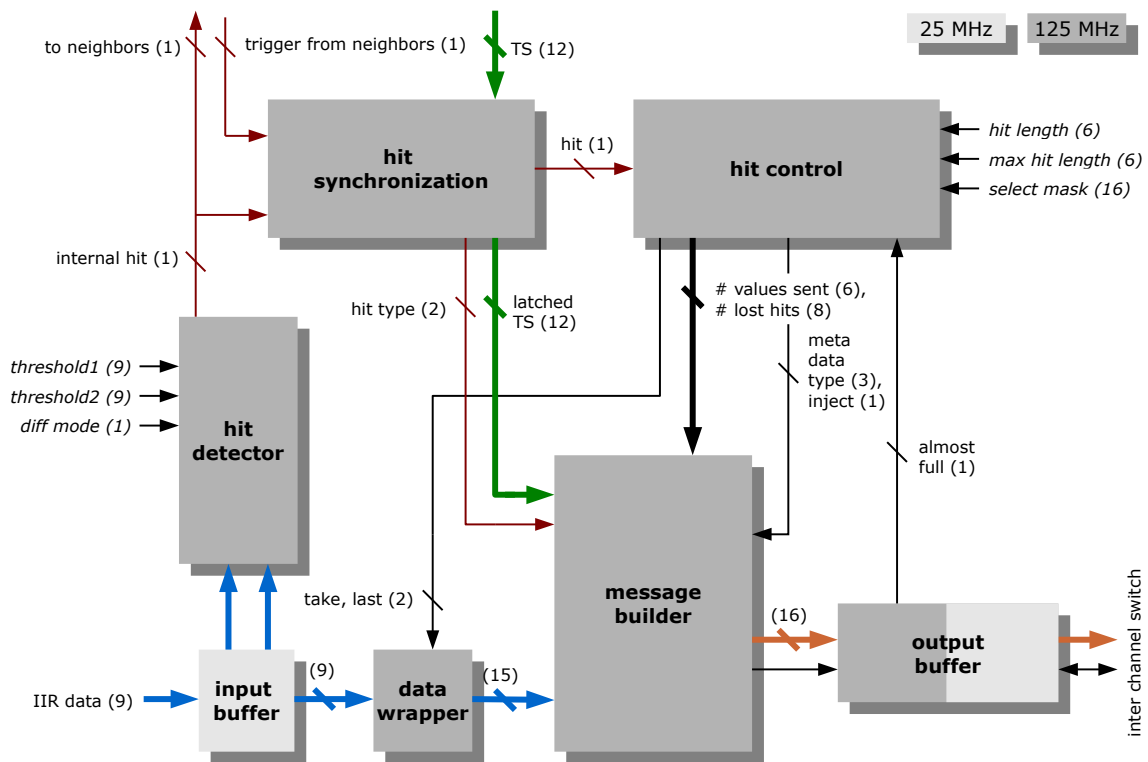 25 MHz
125 MHz
to neighbors (1)
trigger from neighbors (1)
TS (12)
hit
synchronization
hit (1)
hit control
hit length (6)
max hit length (6)
select mask (16)
internal hit (1)
hit type (2)
latched
TS (12)
# values sent (6),
# lost hits (8)
meta
data
type (3),
inject (1)
threshold1 (9)
threshold2 (9)
diff mode (1)
hit
detector
almost
full (1)
take, last (2)
message
builder
(16)
output
buffer
inter channel switch
IIR data (9)
input
buffer
(9)
data
wrapper
(15)